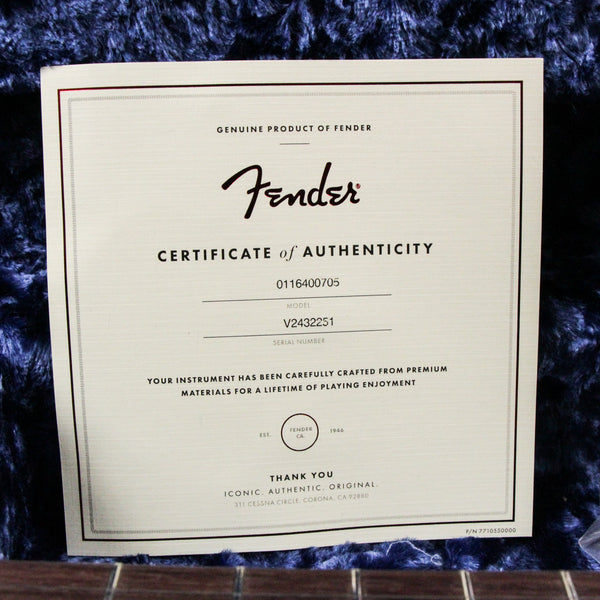 GENUINE PRODUCT OF FENDER
Fender
CERTIFICATE of AUTHENTICITY
0116400705
MODEL
V2432251
SERIAL NUMBER
YOUR INSTRUMENT HAS BEEN CAREFULLY CRAFTED FROM PREMIUM
MATERIALS FOR A LIFETIME OF PLAYING ENJOYMENT
EST. FENDER CA. 1946
THANK YOU
ICONIC. AUTHENTIC. ORIGINAL.
311 CESSNA CIRCLE, CORONA, CA 92880
P/N 7710550000